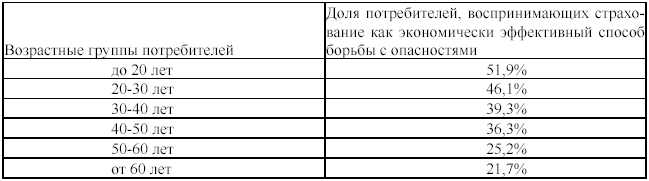 Возрастные группы потребителей
Доля потребителей, воспринимающих страхо-
вание как экономически эффективный способ
борьбы с опасностями
до 20 лет 51,9%
20-30 лет 46,1%
30-40 лет 39,3%
40-50 лет 36,3%
50-60 лет 25,2%
от 60 лет 21,7%